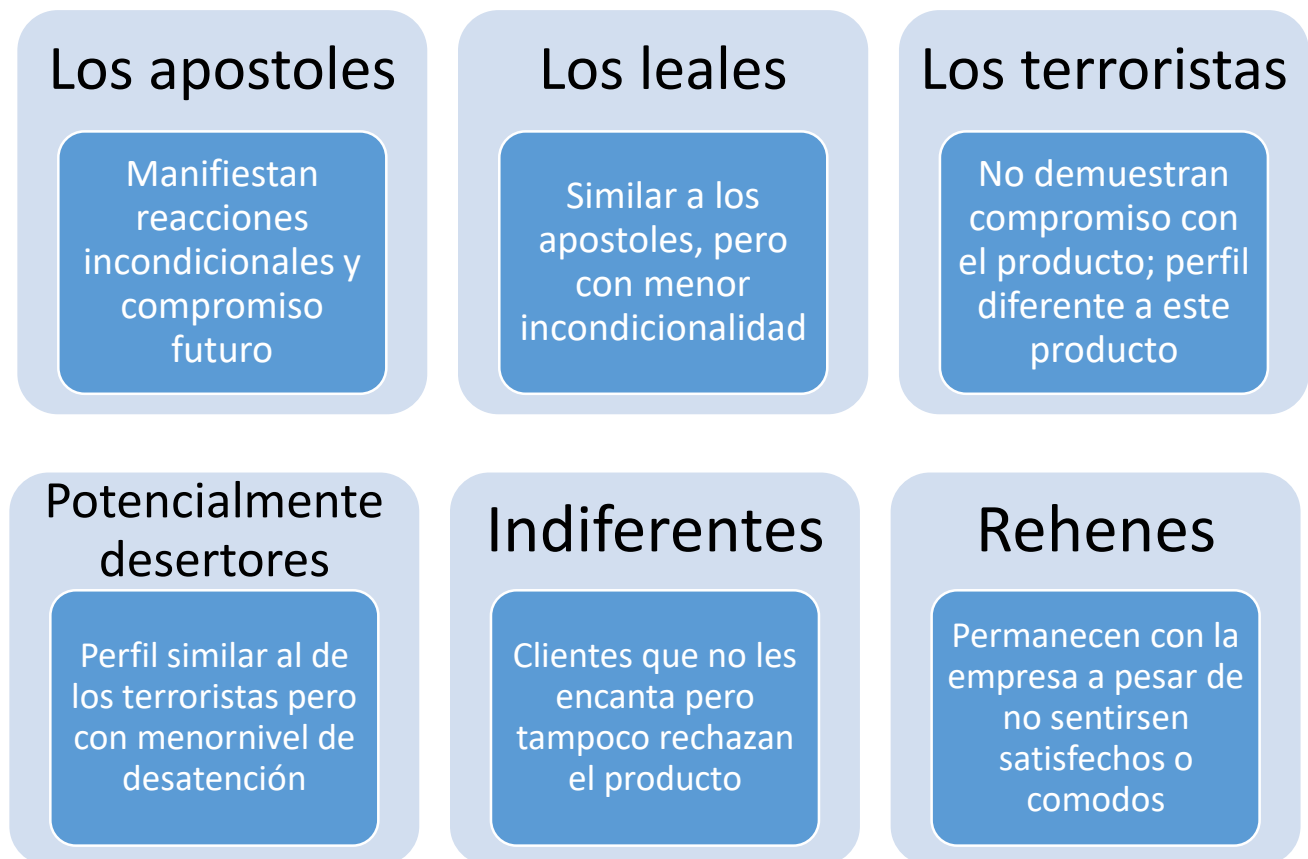 Los apostoles
Manifiestan
reacciones
incondicionales y
compromiso
futuro
Los leales
Similar a los
apostoles, pero
con menor
incondicionalidad
Los terroristas
No demuestran
compromiso con
el producto; perfil
diferente a este
producto
Potencialmente
desertores
Perfil similar al de
los terroristas pero
con menornivel de
desatención
Indiferentes
Clientes que no les
encanta pero
tampoco rechazan
el producto
Rehenes
Permanecen con la
empresa a pesar de
no sentirsen
satisfechos o
comodos